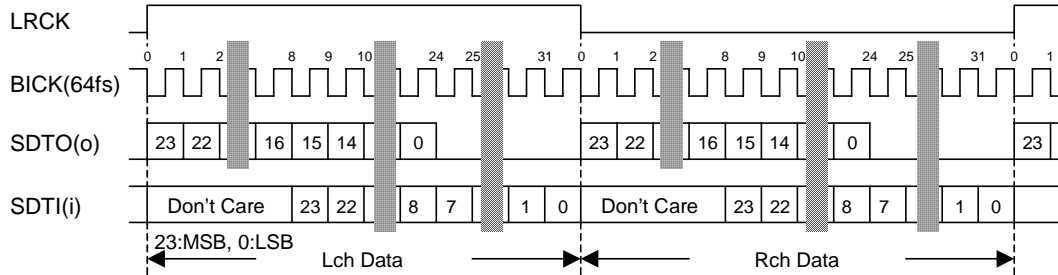 LRCK
0 1 2 8 9 10 24 25 31 0 1 2 8 9 10 24 25 31 0 1
BICK(64fs)
SDTO(o) 23 22 16 15 14 0 23 22 16 15 14 0 23
SDTI(i) Don't Care 23 22 8 7 1 0 Don't Care 23 22 8 7 1 0
23:MSB, 0:LSB
Lch Data Rch Data